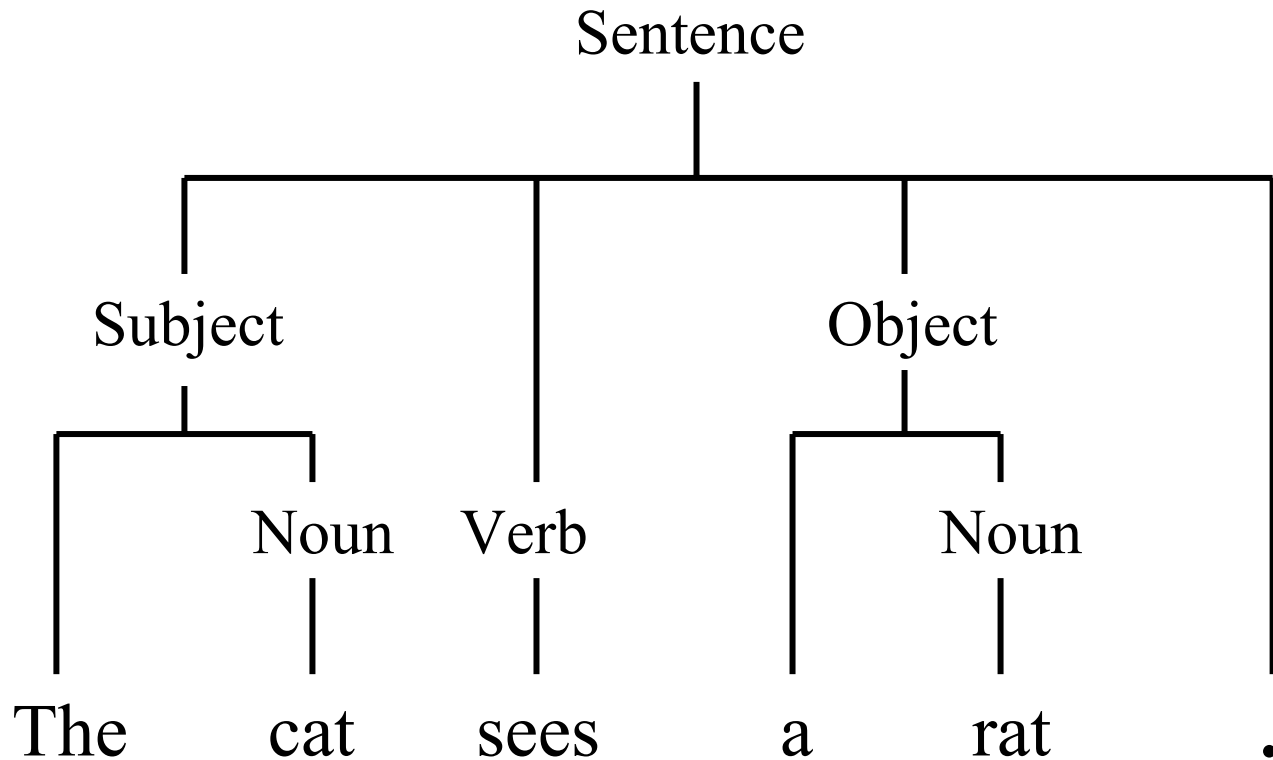 Sentence
Subject Object
Noun Verb Noun
The cat sees a rat .